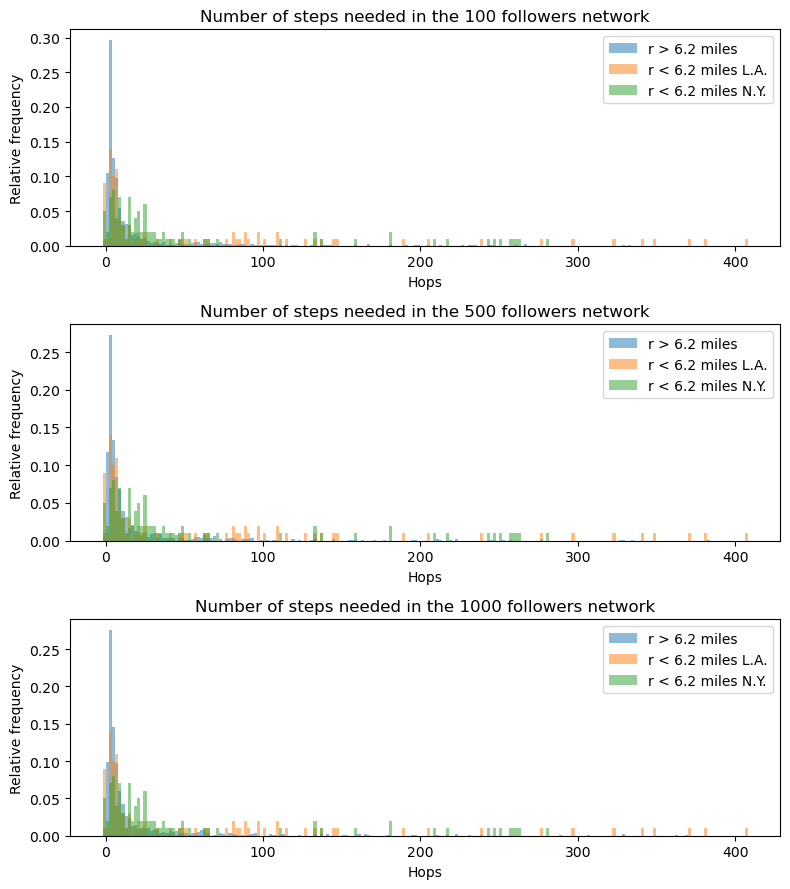 Number of steps needed in the 100 followers network
0.30
0.25
0.20
0.15
0.10
0.05
0.00
Relative frequency
r > 6.2 miles
r < 6.2 miles L.A.
r < 6.2 miles N.Y.
0 100 200 300 400
Hops
Number of steps needed in the 500 followers network
0.25
0.20
0.15
0.10
0.05
0.00
Relative frequency
r > 6.2 miles
r < 6.2 miles L.A.
r < 6.2 miles N.Y.
0 100 200 300 400
Hops
Number of steps needed in the 1000 followers network
0.25
0.20
0.15
0.10
0.05
0.00
Relative frequency
r > 6.2 miles
r < 6.2 miles L.A.
r < 6.2 miles N.Y.
0 100 200 300 400
Hops